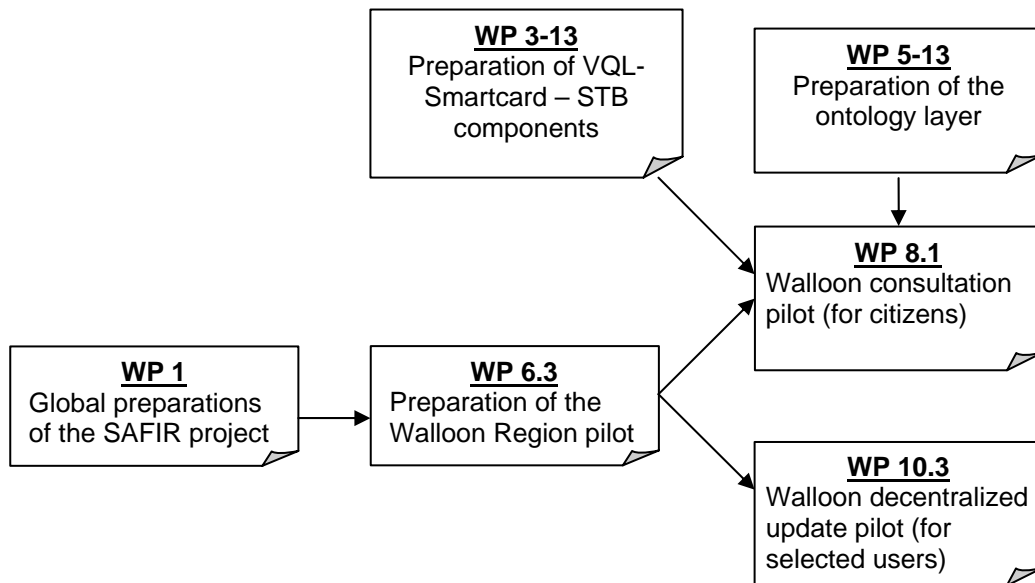 WP 3-13
Preparation of VQL-
Smartcard – STB
components
WP 5-13
Preparation of the
ontology layer
WP 8.1
Walloon consultation
pilot (for citizens)
WP 1
Global preparations
of the SAFIR project
WP 6.3
Preparation of the
Walloon Region pilot
WP 10.3
Walloon decentralized
update pilot (for
selected users)